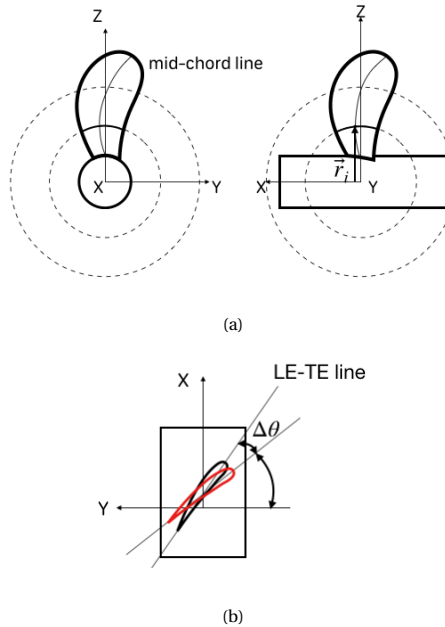 Z
Z
mid-chord line
X
Y
X
r⃗i
Y
(a)
LE-TE line
X
Δθ
Y
(b)